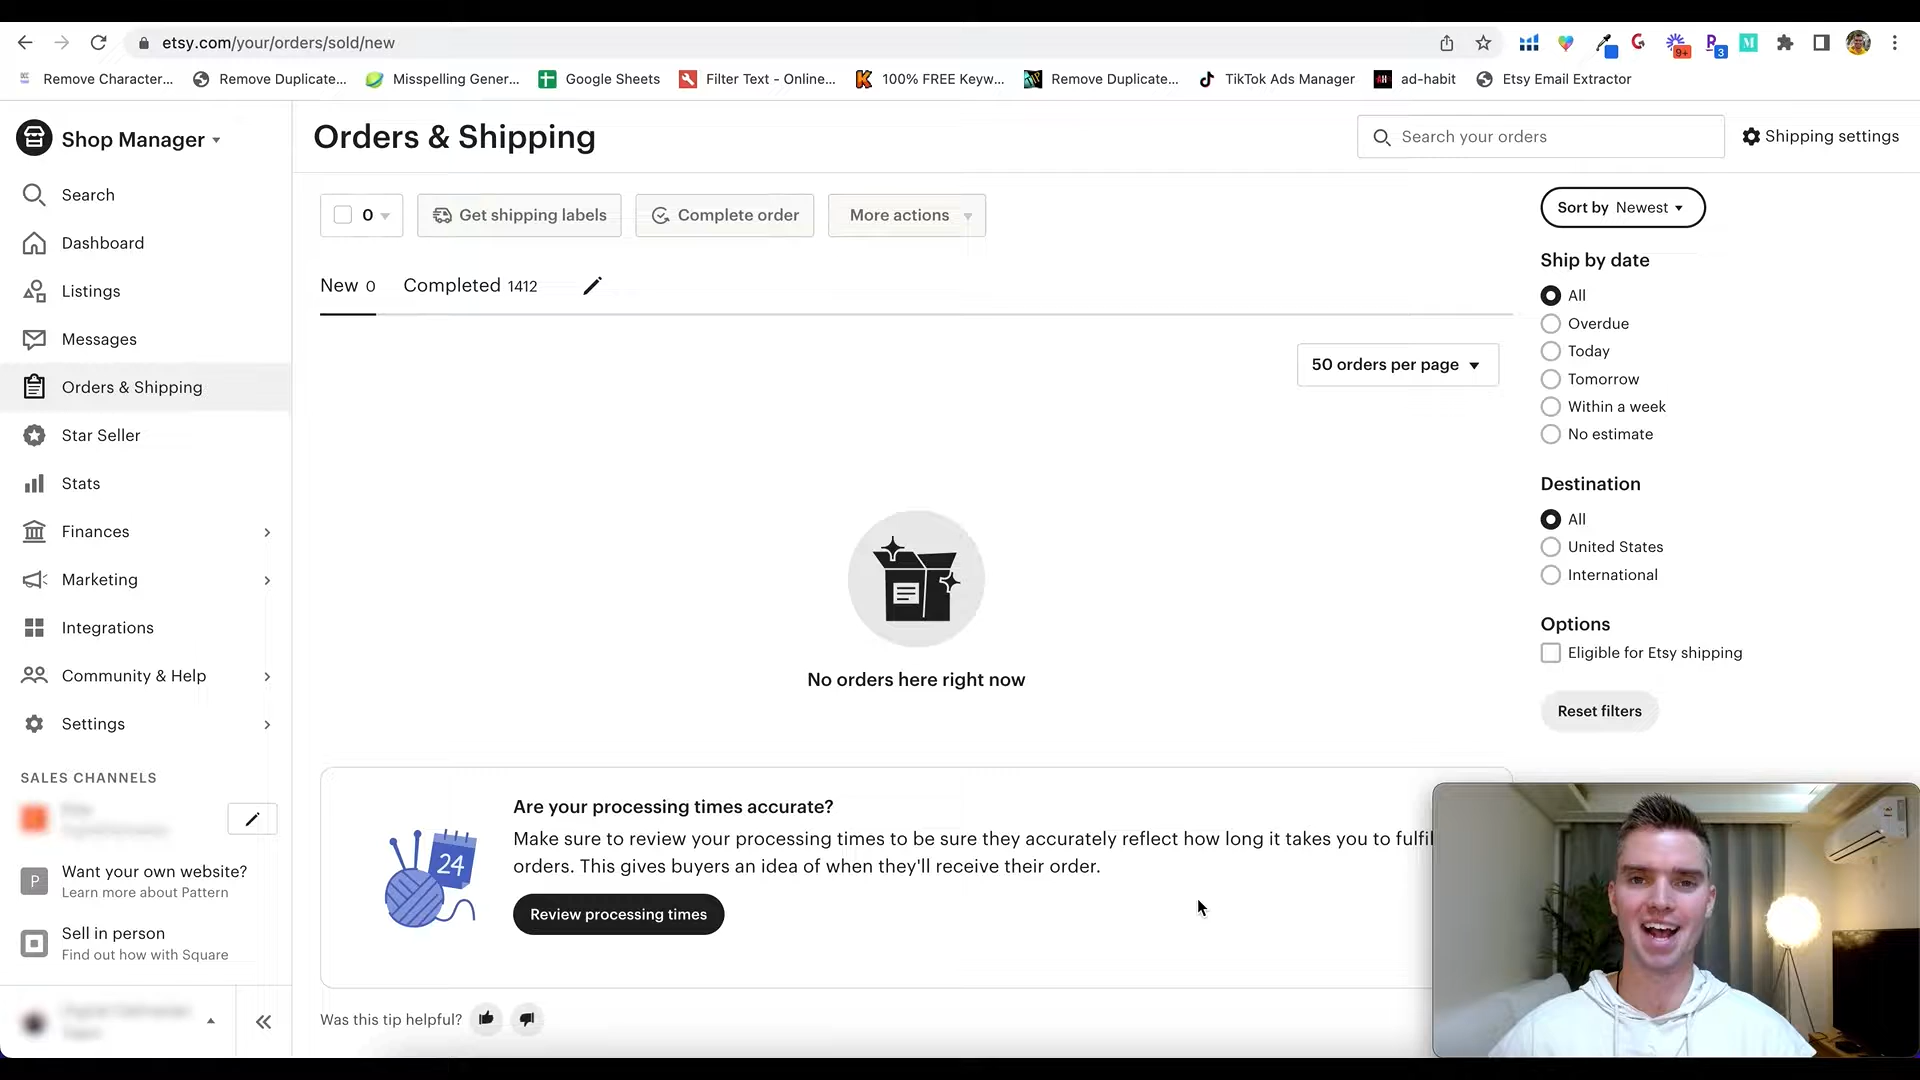 etsy.com/your/orders/sold/new
9+
3
Remove Character...
Remove Duplicate...
Misspelling Gener...
Google Sheets
Filter Text - Online...
100% FREE Keyw...
Remove Duplicate...
TikTok Ads Manager
ad-habit
Etsy Email Extractor
Shop Manager
Search
Dashboard
Listings
Messages
Orders & Shipping
Star Seller
Stats
Finances
Marketing
Integrations
Community & Help
Settings
SALES CHANNELS
P
Want your own website?
Learn more about Pattern
Sell in person
Find out how with Square
Orders & Shipping
Search your orders
Shipping settings
0
Get shipping labels
Complete order
More actions
New 0
Completed 1412
50 orders per page
No orders here right now
24
Are your processing times accurate?
Make sure to review your processing times to be sure they accurately reflect how long it takes you to fulfil
orders. This gives buyers an idea of when they'll receive their order.
Review processing times
Was this tip helpful?
Sort by Newest
Ship by date
All
Overdue
Today
Tomorrow
Within a week
No estimate
Destination
All
United States
International
Options
Eligible for Etsy shipping
Reset filters